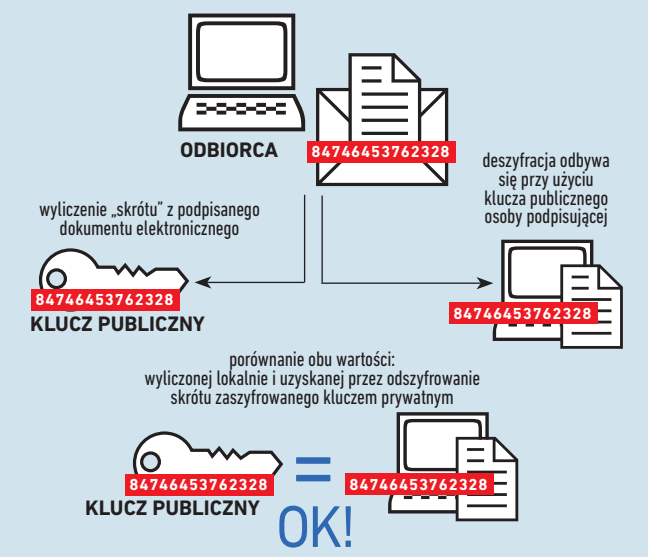 ODBIORCA
84746453762328
deszyfracja odbywa
się przy użyciu
klucza publicznego
osoby podpisującej
wyliczenie „skrótu” z podpisanego
dokumentu elektronicznego
84746453762328
KLUCZ PUBLICZNY
84746453762328
porównanie obu wartości:
wyliczonej lokalnie i uzyskanej przez odszyfrowanie
skrótu zaszyfrowanego kluczem prywatnym
84746453762328
KLUCZ PUBLICZNY
=
84746453762328
OK!